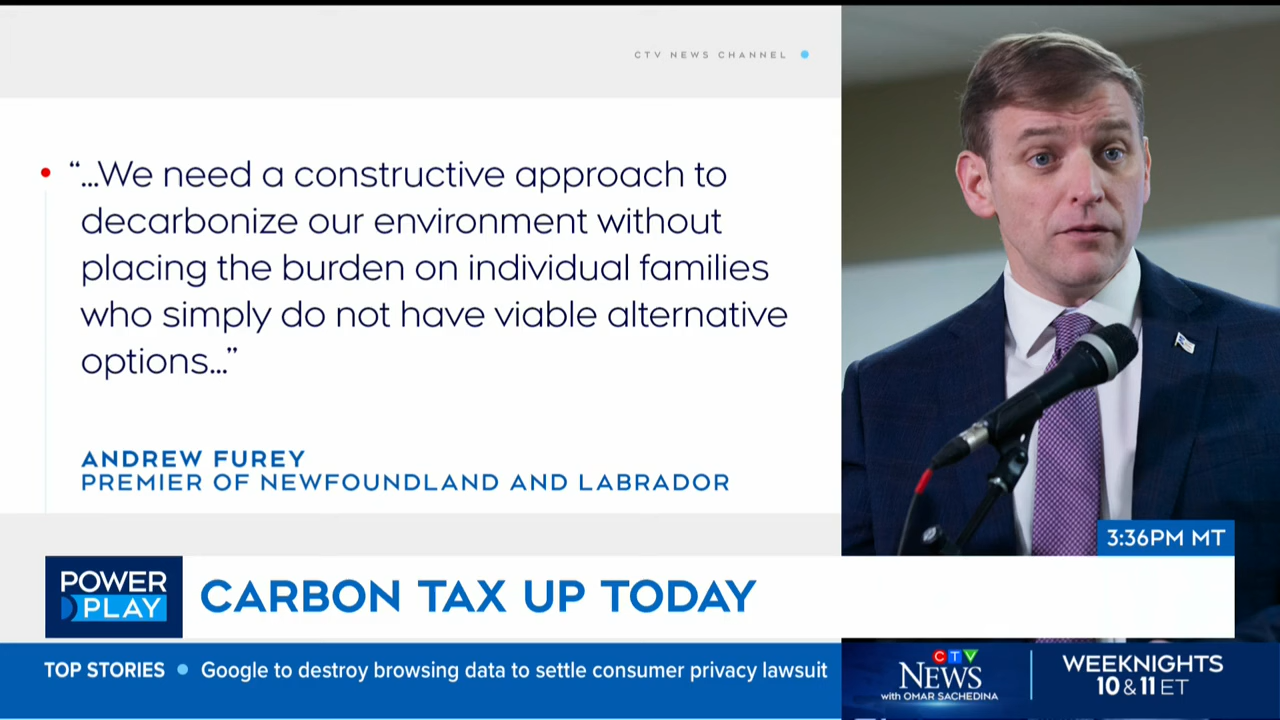 CTV NEWS CHANNEL
“...We need a constructive approach to
decarbonize our environment without
placing the burden on individual families
who simply do not have viable alternative
options...”
ANDREW FUREY
PREMIER OF NEWFOUNDLAND AND LABRADOR
3:36PM MT
POWER
PLAY
CARBON TAX UP TODAY
TOP STORIES • Google to destroy browsing data to settle consumer privacy lawsuit
CTV
NEWS
with OMAR SACHEDINA
WEEKNIGHTS
10 & 11 ET